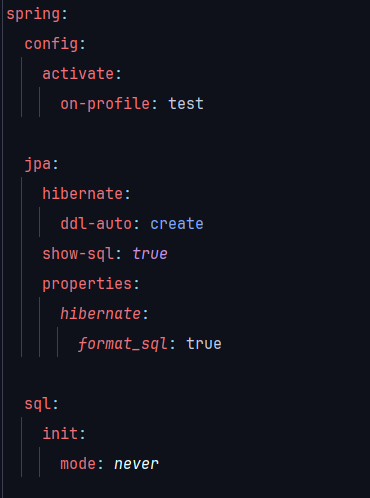 spring:
  config:
    activate:
      on-profile: test

  jpa:
    hibernate:
      ddl-auto: create
    show-sql: true
    properties:
      hibernate:
        format_sql: true

  sql:
    init:
      mode: never